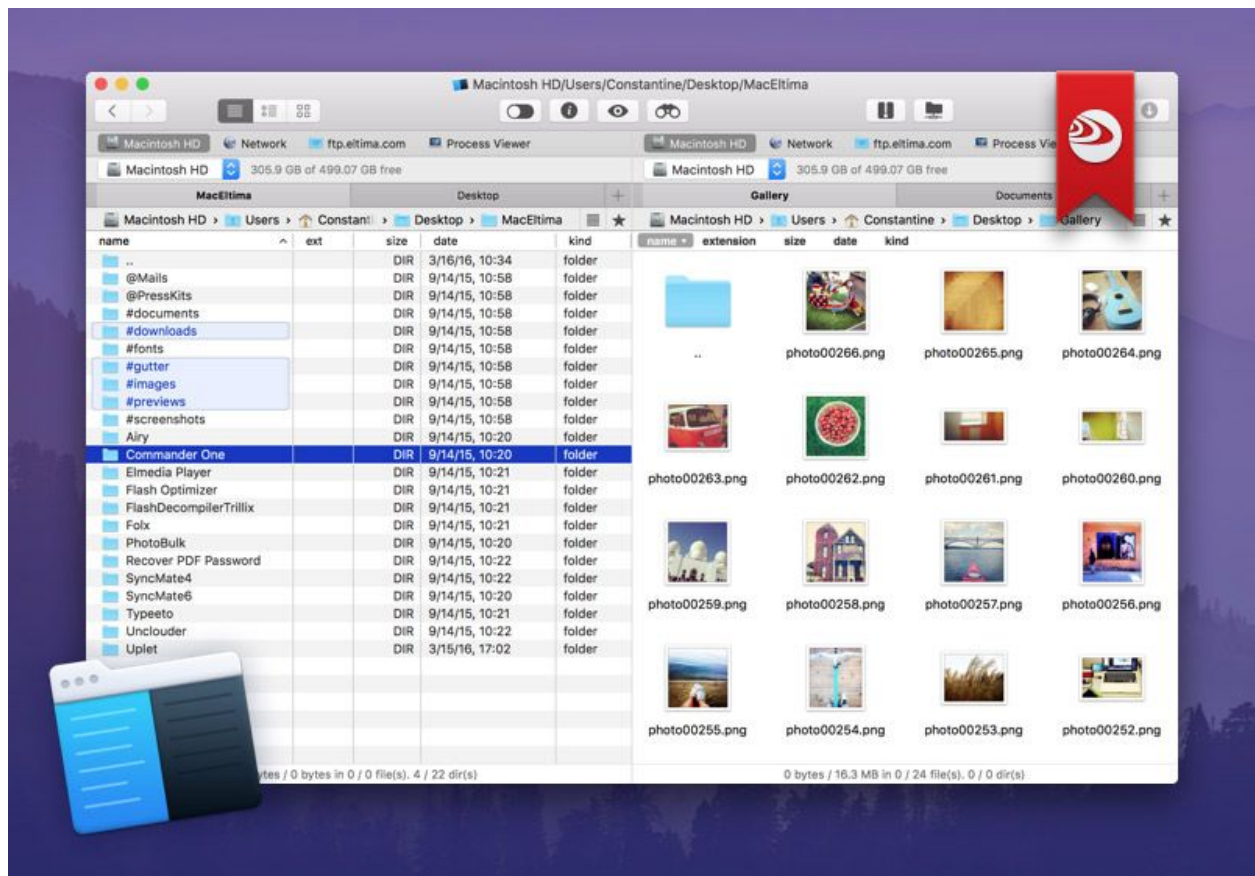 Macintosh HD/Users/Constantine/Desktop/MacEltima
Macintosh HD Network ftp.eltima.com Process Viewer
Macintosh HD 305.9 GB of 499.07 GB free
MacEltima Desktop +
Macintosh HD › Users › Constant › Desktop › MacEltima
name ext size date kind
.. DIR 3/16/16, 10:34 folder
@Mails DIR 9/14/15, 10:58 folder
@PressKits DIR 9/14/15, 10:58 folder
#documents DIR 9/14/15, 10:58 folder
#downloads DIR 9/14/15, 10:58 folder
#fonts DIR 9/14/15, 10:58 folder
#gutter DIR 9/14/15, 10:58 folder
#images DIR 9/14/15, 10:58 folder
#previews DIR 9/14/15, 10:58 folder
#screenshots DIR 9/14/15, 10:58 folder
Airy DIR 9/14/15, 10:20 folder
Commander One DIR 9/14/15, 10:20 folder
Elmedia Player DIR 9/14/15, 10:21 folder
Flash Optimizer DIR 9/14/15, 10:21 folder
FlashDecompilerTrillix DIR 9/14/15, 10:21 folder
Folx DIR 9/14/15, 10:21 folder
PhotoBulk DIR 9/14/15, 10:20 folder
Recover PDF Password DIR 9/14/15, 10:22 folder
SyncMate4 DIR 9/14/15, 10:22 folder
SyncMate6 DIR 9/14/15, 10:20 folder
Typeeto DIR 9/14/15, 10:21 folder
Unclouder DIR 9/14/15, 10:22 folder
Uplet DIR 3/15/16, 17:02 folder
ytes / 0 bytes in 0 / 0 file(s). 4 / 22 dir(s)
Macintosh HD Network ftp.eltima.com Process Vie
Macintosh HD 305.9 GB of 499.07 GB free
Gallery Documents +
Macintosh HD › Users › Constantine › Desktop › Gallery
name extension size date kind
.. photo00266.png photo00265.png photo00264.png
photo00263.png photo00262.png photo00261.png photo00260.png
photo00259.png photo00258.png photo00257.png photo00256.png
photo00255.png photo00254.png photo00253.png photo00252.png
0 bytes / 16.3 MB in 0 / 24 file(s). 0 / 0 dir(s)